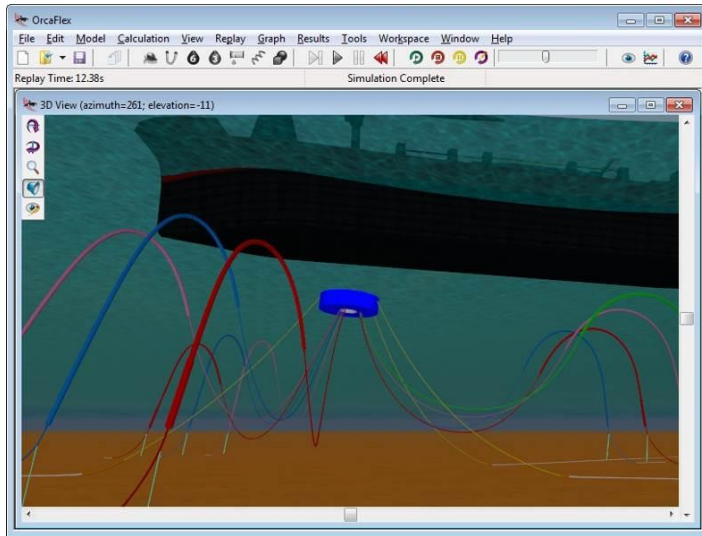 OrcaFlex
File Edit Model Calculation View Replay Graph Results Tools Workspace Window Help
Replay Time: 12.38s Simulation Complete
3D View (azimuth=261; elevation=-11)